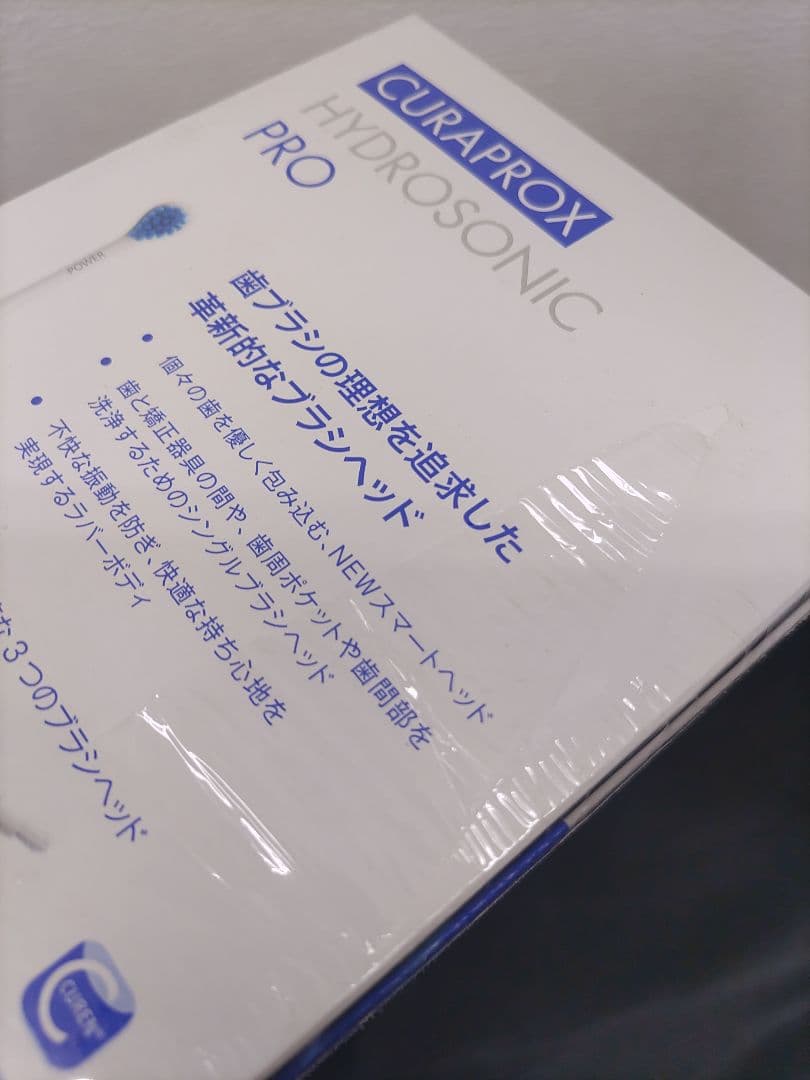 CURAPROX
HYDROSONIC
PRO
POWER
歯ブラシの理想を追求した
革新的なブラシヘッド
• 個々の歯を優しく包み込む、NEWスマートヘッド
• 歯と矯正器具の間や、歯周ポケットや歯間部を
洗浄するためのシングルブラシヘッド
• 不快な振動を防ぎ、快適な持ち心地を
実現するラバーボディ
な3つのブラシヘッド
CUREN